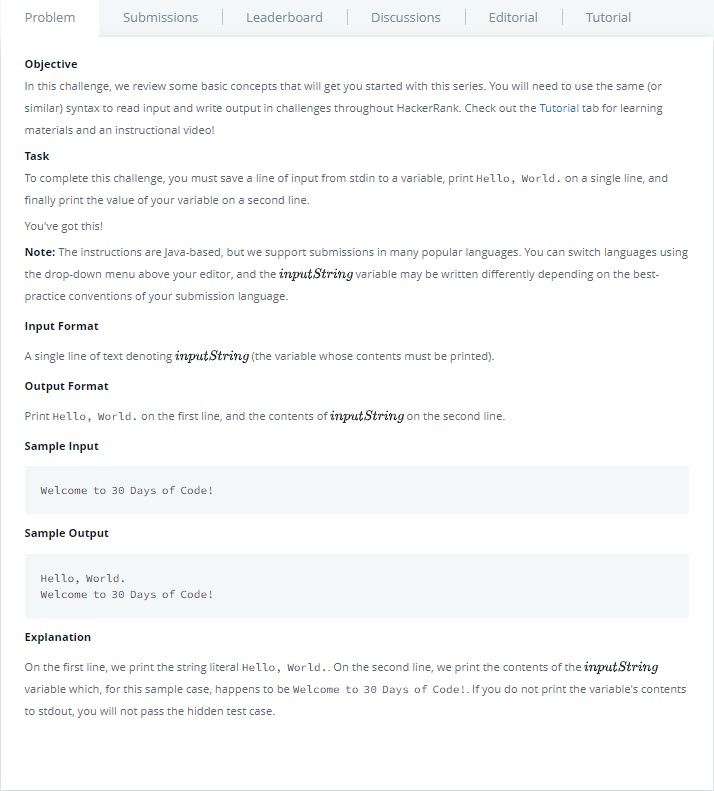 Problem
Submissions
Leaderboard
Discussions
Editorial
Tutorial
Objective
In this challenge, we review some basic concepts that will get you started with this series. You will need to use the same (or
similar) syntax to read input and write output in challenges throughout HackerRank. Check out the Tutorial tab for learning
materials and an instructional video!
Task
To complete this challenge, you must save a line of input from stdin to a variable, print Hello, World. on a single line, and
finally print the value of your variable on a second line.
You've got this!
Note: The instructions are Java-based, but we support submissions in many popular languages. You can switch languages using
the drop-down menu above your editor, and the inputString variable may be written differently depending on the best-
practice conventions of your submission language.
Input Format
A single line of text denoting inputString (the variable whose contents must be printed).
Output Format
Print Hello, World. on the first line, and the contents of inputString on the second line.
Sample Input
Welcome to 30 Days of Code!
Sample Output
Hello, World.
Welcome to 30 Days of Code!
Explanation
On the first line, we print the string literal Hello, World.. On the second line, we print the contents of the inputString
variable which, for this sample case, happens to be Welcome to 30 Days of Code!. If you do not print the variable's contents
to stdout, you will not pass the hidden test case.